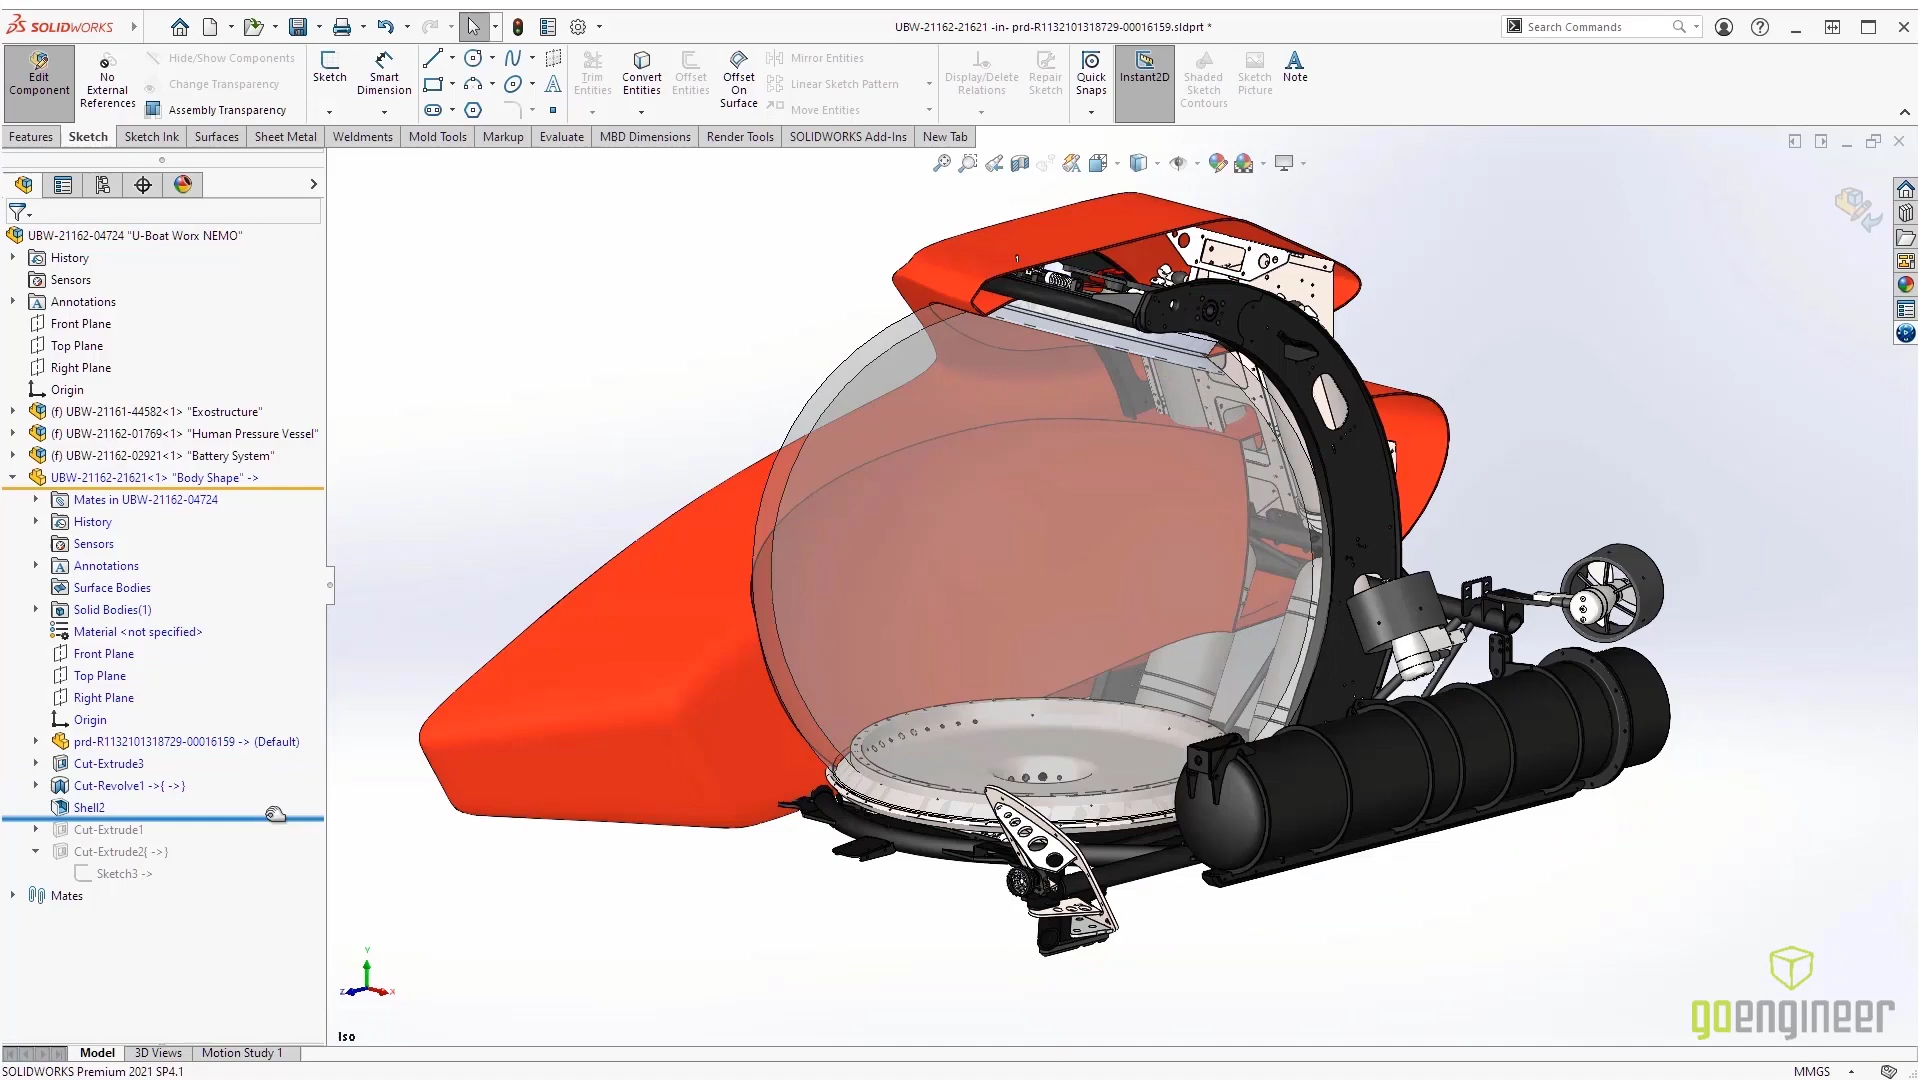 SOLIDWORKS
UBW-21162-21621 -in- prd-R1132101318729-00016159.sldprt *
Search Commands
Edit
Component
No
External
References
Hide/Show Components
Change Transparency
Assembly Transparency
Sketch
Smart
Dimension
Trim
Entities
Convert
Entities
Offset
Entities
Offset
On
Surface
Mirror Entities
Linear Sketch Pattern
Move Entities
Display/Delete
Relations
Repair
Sketch
Quick
Snaps
Instant2D
Shaded
Sketch
Contours
Sketch
Picture
Note
Features Sketch Sketch Ink Surfaces Sheet Metal Weldments Mold Tools Markup Evaluate MBD Dimensions Render Tools SOLIDWORKS Add-Ins New Tab
UBW-21162-04724 "U-Boat Worx NEMO"
History
Sensors
Annotations
Front Plane
Top Plane
Right Plane
Origin
(f) UBW-21161-44582<1> "Exostructure"
(f) UBW-21162-01769<1> "Human Pressure Vessel"
(f) UBW-21162-02921<1> "Battery System"
UBW-21162-21621<1> "Body Shape" ->
Mates in UBW-21162-04724
History
Sensors
Annotations
Surface Bodies
Solid Bodies(1)
Material <not specified>
Front Plane
Top Plane
Right Plane
Origin
prd-R1132101318729-00016159 -> (Default)
Cut-Extrude3
Cut-Revolve1 ->{ ->}
Shell2
Cut-Extrude1
Cut-Extrude2{ ->}
Sketch3 ->
Mates
Y
Z X
Iso
goengineer
Model 3D Views Motion Study 1
SOLIDWORKS Premium 2021 SP4.1
MMGS